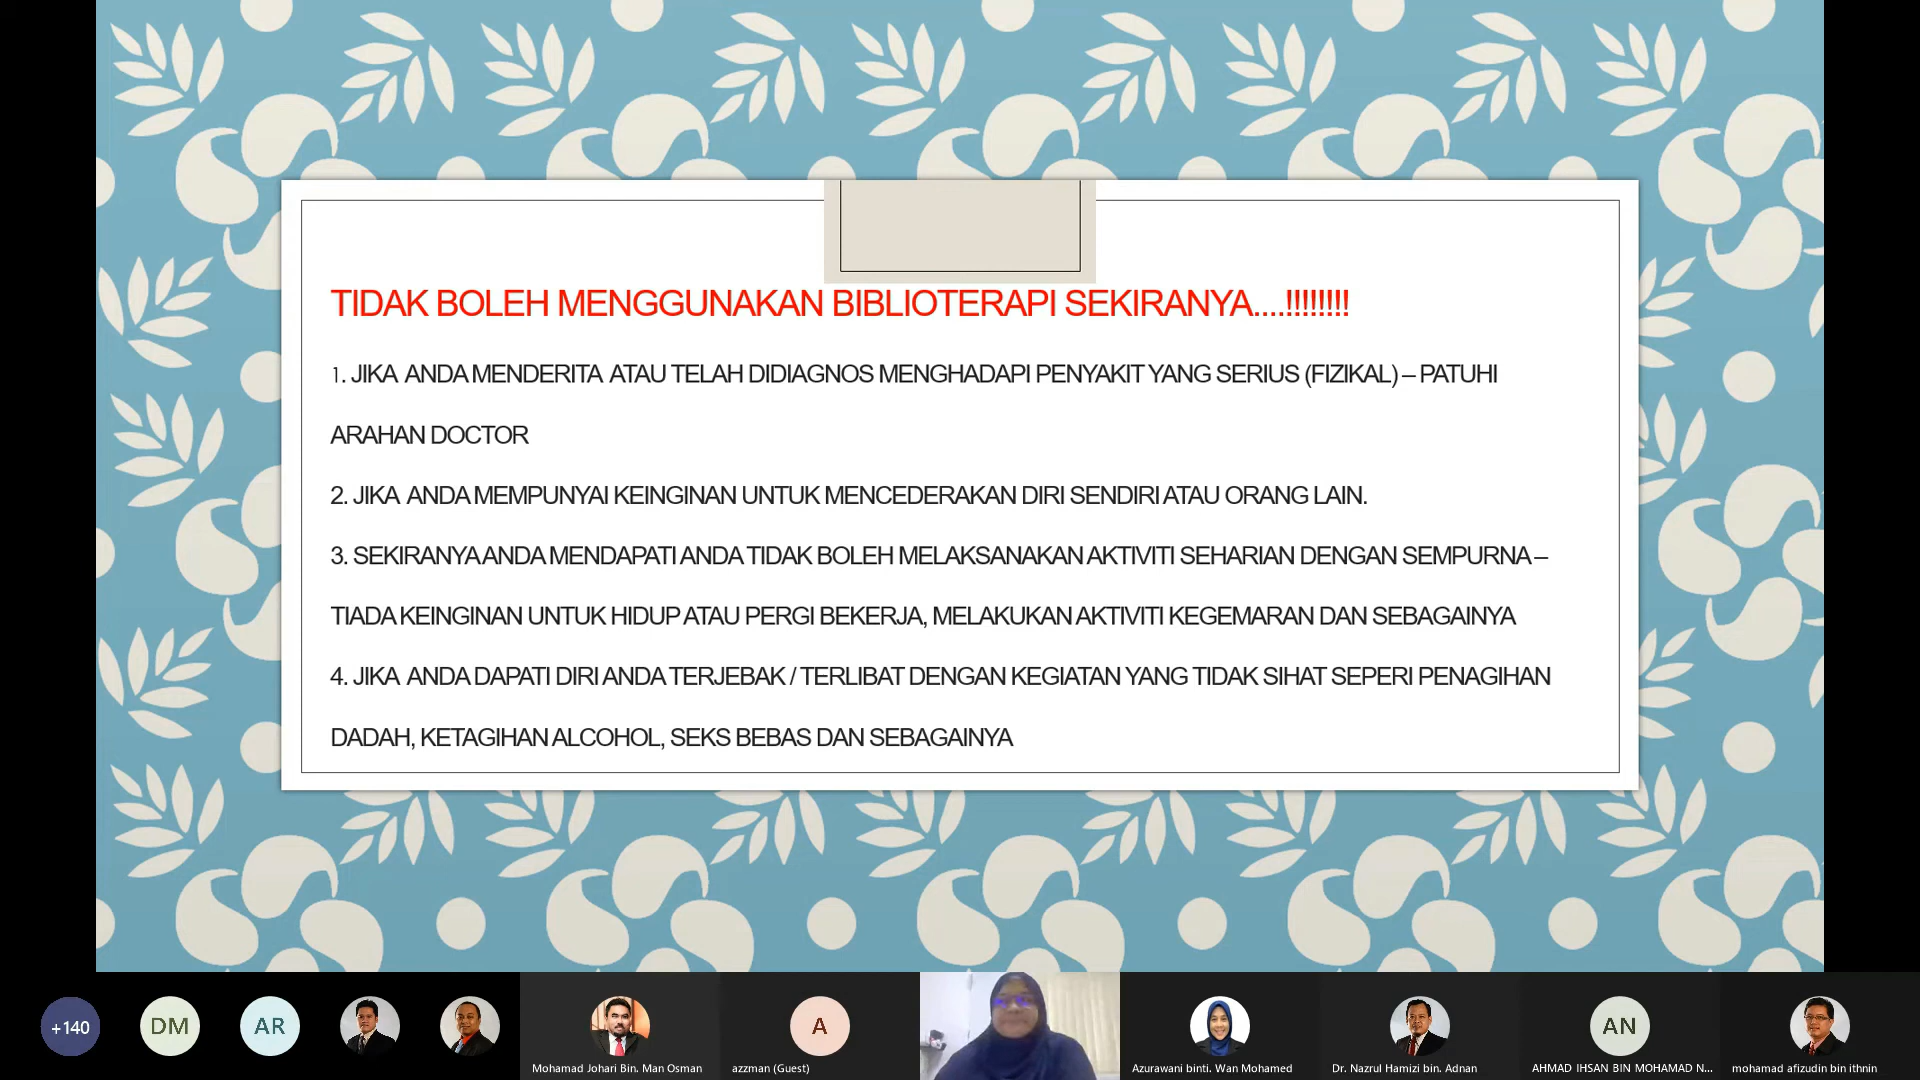 TIDAK BOLEH MENGGUNAKAN BIBLIOTERAPI SEKIRANYA....!!!!!!!!
1. JIKA ANDA MENDERITA ATAU TELAH DIDIAGNOS MENGHADAPI PENYAKIT YANG SERIUS (FIZIKAL) – PATUHI
ARAHAN DOCTOR
2. JIKA ANDA MEMPUNYAI KEINGINAN UNTUK MENCEDERAKAN DIRI SENDIRI ATAU ORANG LAIN.
3. SEKIRANYA ANDA MENDAPATI ANDA TIDAK BOLEH MELAKSANAKAN AKTIVITI SEHARIAN DENGAN SEMPURNA –
TIADA KEINGINAN UNTUK HIDUP ATAU PERGI BEKERJA, MELAKUKAN AKTIVITI KEGEMARAN DAN SEBAGAINYA
4. JIKA ANDA DAPATI DIRI ANDA TERJEBAK / TERLIBAT DENGAN KEGIATAN YANG TIDAK SIHAT SEPERI PENAGIHAN
DADAH, KETAGIHAN ALCOHOL, SEKS BEBAS DAN SEBAGAINYA
+140
DM
AR
A
AN
Mohamad Johari Bin. Man Osman
azzman (Guest)
Azurawani binti. Wan Mohamed
Dr. Nazrul Hamizi bin. Adnan
AHMAD IHSAN BIN MOHAMAD N...
mohamad afizudin bin ithnin